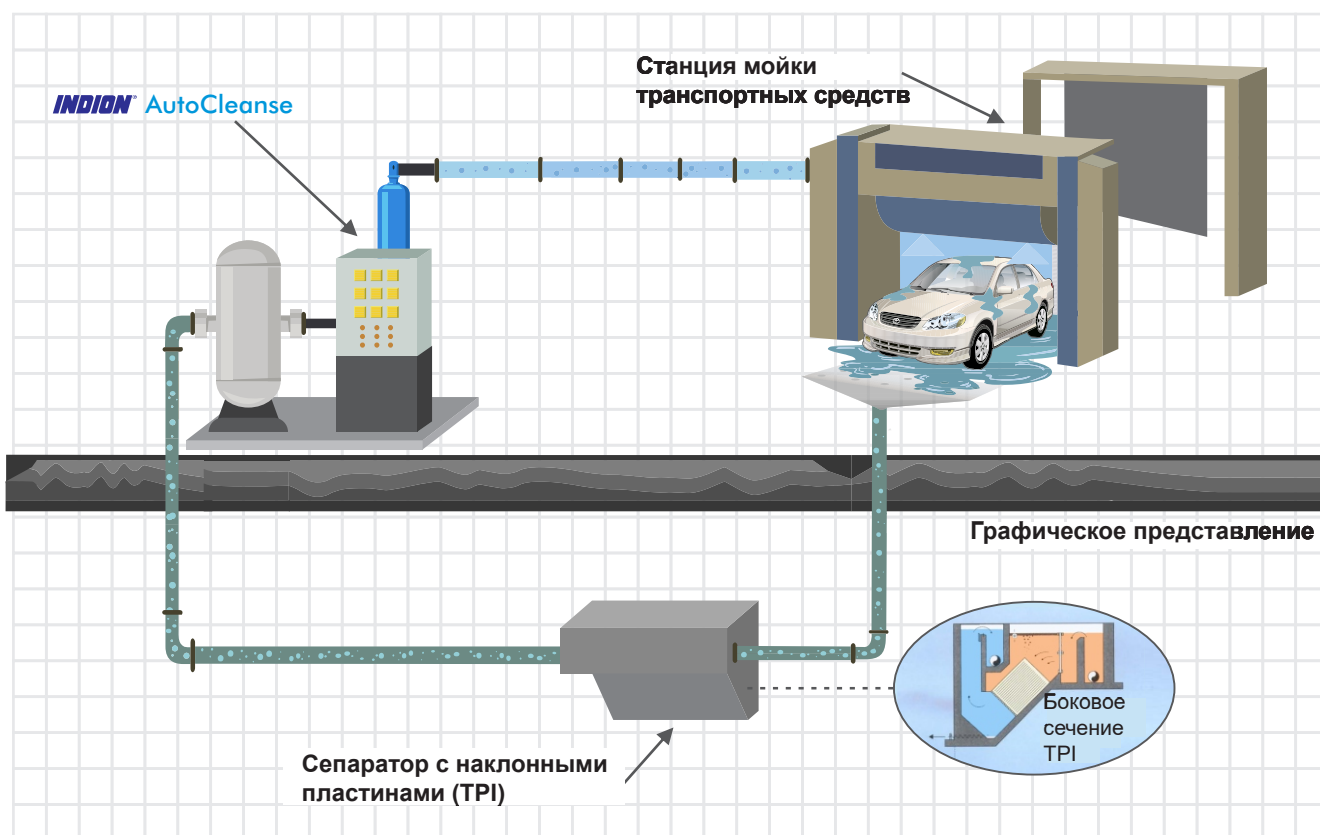 Станция мойки
транспортных средств
INDION® AutoCleanse
Графическое представление
Боковое
сечение
TPI
Сепаратор с наклонными
пластинами (TPI)